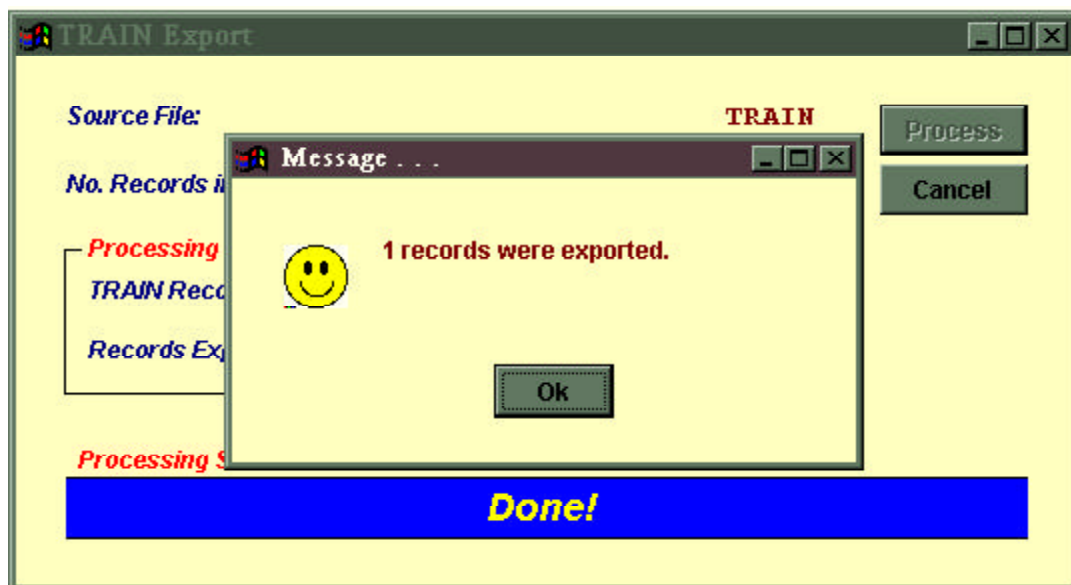 TRAIN Export
Source File: TRAIN
Process
Message . . .
No. Records i
Cancel
1 records were exported.
Processing
TRAIN Reco
Records Exp
Ok
Processing S
Done!